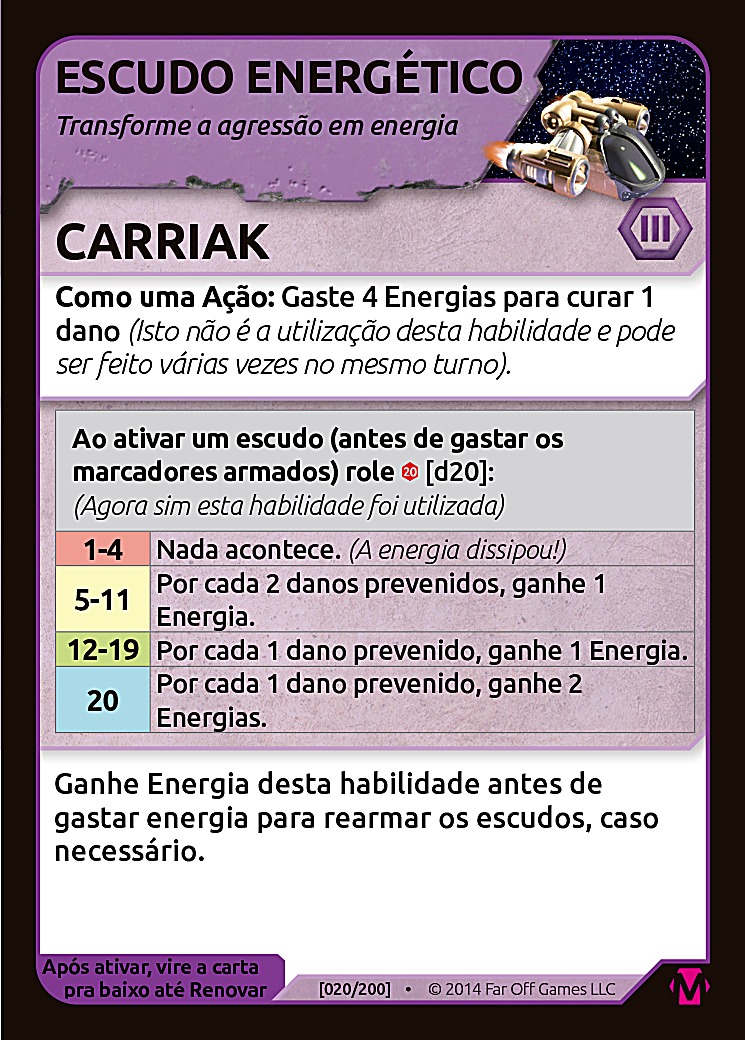 ESCUDO ENERGÉTICO
Transforme a agressão em energia
CARRIAK
III
Como uma Ação: Gaste 4 Energias para curar 1
dano (Isto não é a utilização desta habilidade e pode
ser feito várias vezes no mesmo turno).
Ao ativar um escudo (antes de gastar os
marcadores armados) role 20 [d20]:
(Agora sim esta habilidade foi utilizada)
1-4 Nada acontece. (A energia dissipou!)
5-11 Por cada 2 danos prevenidos, ganhe 1
Energia.
12-19 Por cada 1 dano prevenido, ganhe 1 Energia.
20 Por cada 1 dano prevenido, ganhe 2
Energias.
Ganhe Energia desta habilidade antes de
gastar energia para rearmar os escudos, caso
necessário.
Após ativar, vire a carta
pra baixo até Renovar
[020/200] • © 2014 Far Off Games LLC
M